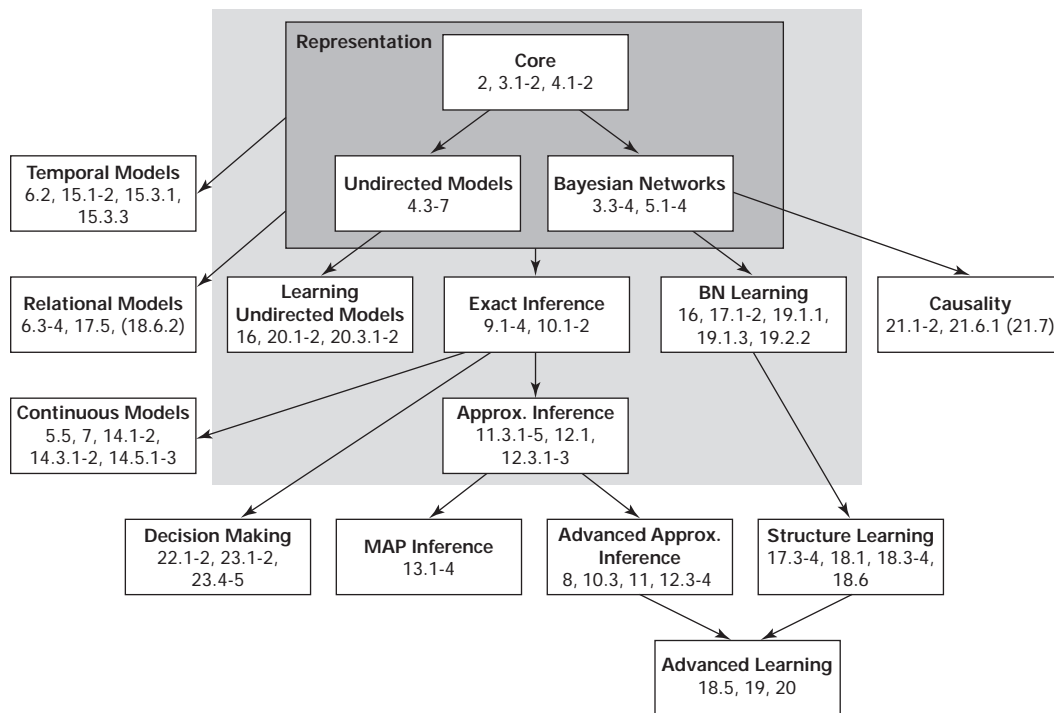 Representation
Core
2, 3.1-2, 4.1-2
Temporal Models
6.2, 15.1-2, 15.3.1,
15.3.3
Undirected Models
4.3-7
Bayesian Networks
3.3-4, 5.1-4
Relational Models
6.3-4, 17.5, (18.6.2)
Learning
Undirected Models
16, 20.1-2, 20.3.1-2
Exact Inference
9.1-4, 10.1-2
BN Learning
16, 17.1-2, 19.1.1,
19.1.3, 19.2.2
Causality
21.1-2, 21.6.1 (21.7)
Continuous Models
5.5, 7, 14.1-2,
14.3.1-2, 14.5.1-3
Approx. Inference
11.3.1-5, 12.1,
12.3.1-3
Decision Making
22.1-2, 23.1-2,
23.4-5
MAP Inference
13.1-4
Advanced Approx.
Inference
8, 10.3, 11, 12.3-4
Structure Learning
17.3-4, 18.1, 18.3-4,
18.6
Advanced Learning
18.5, 19, 20